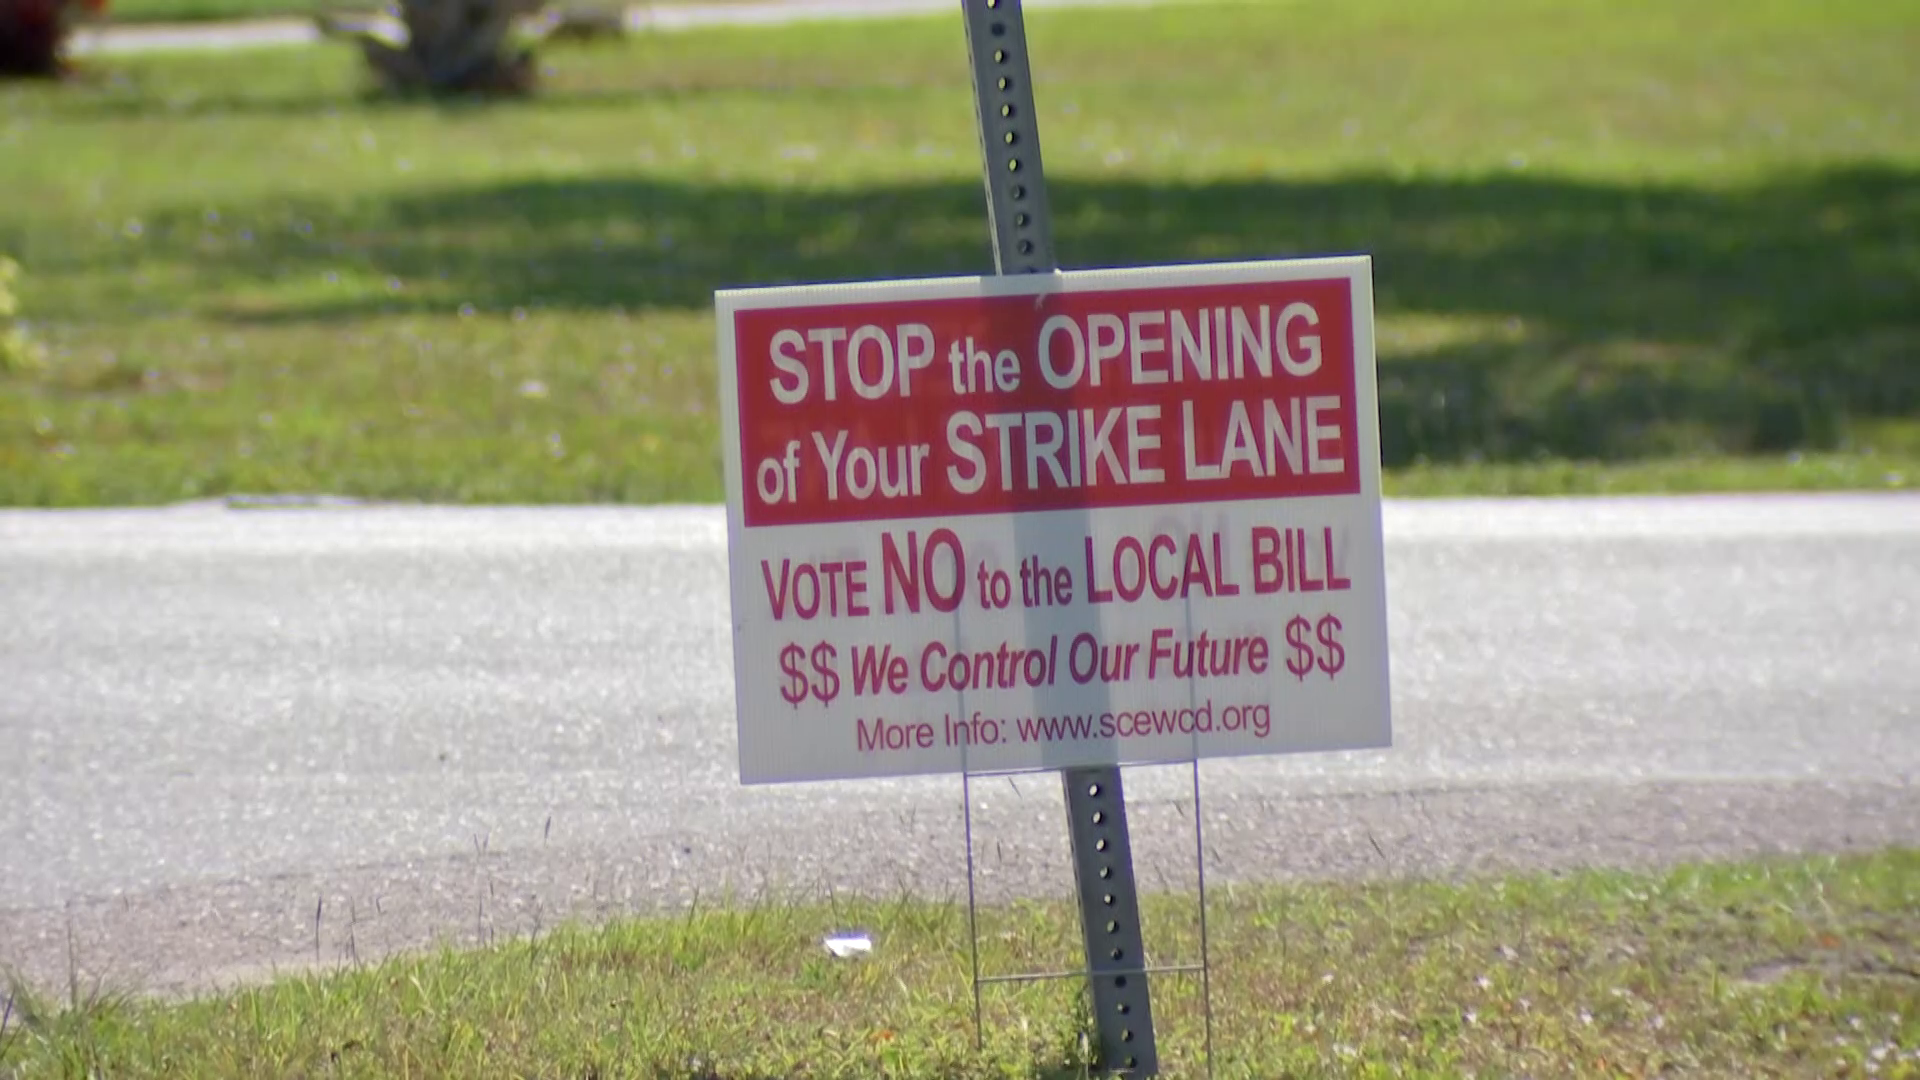 STOP the OPENING
of Your STRIKE LANE
VOTE NO to the LOCAL BILL
$$ We Control Our Future $$
More Info: www.scewcd.org